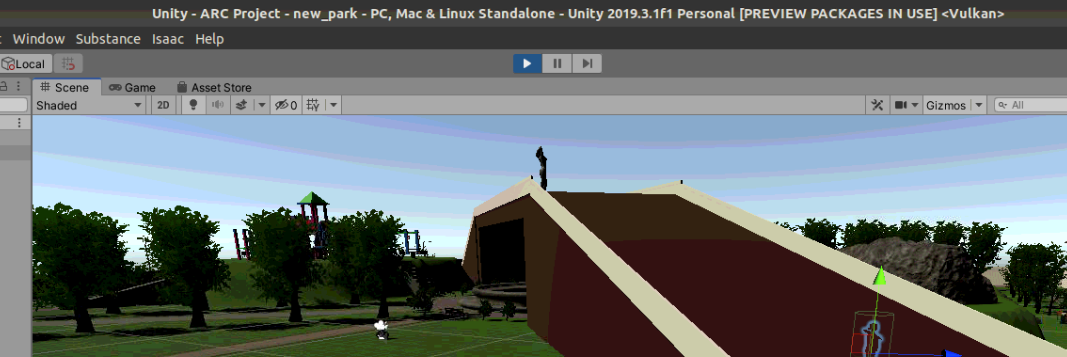 Unity - ARC Project - new_park - PC, Mac & Linux Standalone - Unity 2019.3.1f1 Personal [PREVIEW PACKAGES IN USE] <Vulkan>
Window Substance Isaac Help
Local
Scene Game Asset Store
Shaded 2D 0 Gizmos All